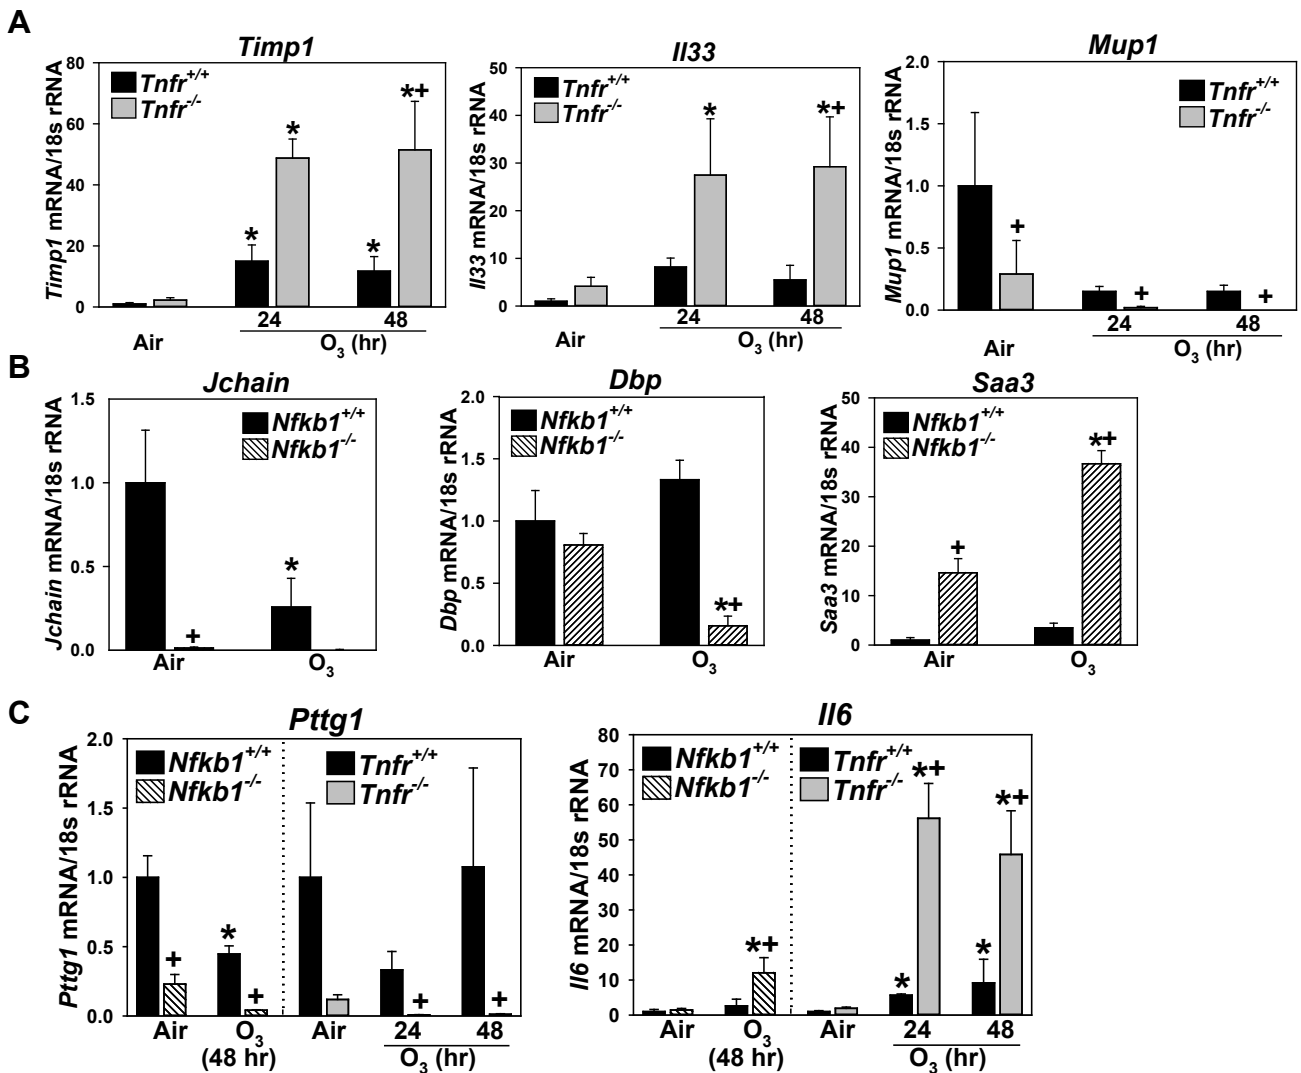 A
Timp1
Timp1 mRNA/18s rRNA
80
60
40
20
0
Tnfr+/+
Tnfr-/-
*
*
*
*+
Air
24
48
O3 (hr)
Il33
Il33 mRNA/18s rRNA
50
40
30
20
10
0
Tnfr+/+
Tnfr-/-
*
*+
Air
24
48
O3 (hr)
Mup1
Mup1 mRNA/18s rRNA
2.0
1.5
1.0
0.5
0.0
Tnfr+/+
Tnfr-/-
+
+
+
Air
24
48
O3 (hr)
B
Jchain
Jchain mRNA/18s rRNA
1.5
1.0
0.5
0.0
Nfkb1+/+
Nfkb1-/-
+
*
Air
O3
Dbp
Dbp mRNA/18s rRNA
2.0
1.5
1.0
0.5
0.0
Nfkb1+/+
Nfkb1-/-
*+
Air
O3
Saa3
Saa3 mRNA/18s rRNA
50
40
30
20
10
0
Nfkb1+/+
Nfkb1-/-
+
*+
Air
O3
C
Pttg1
Pttg1 mRNA/18s rRNA
2.0
1.5
1.0
0.5
0.0
Nfkb1+/+
Nfkb1-/-
Tnfr+/+
Tnfr-/-
+
*
+
+
+
Air
O3
(48 hr)
Air
24
48
O3 (hr)
Il6
Il6 mRNA/18s rRNA
80
70
60
50
40
30
20
10
0
Nfkb1+/+
Nfkb1-/-
Tnfr+/+
Tnfr-/-
*+
*
*+
*
*+
Air
O3
(48 hr)
Air
24
48
O3 (hr)